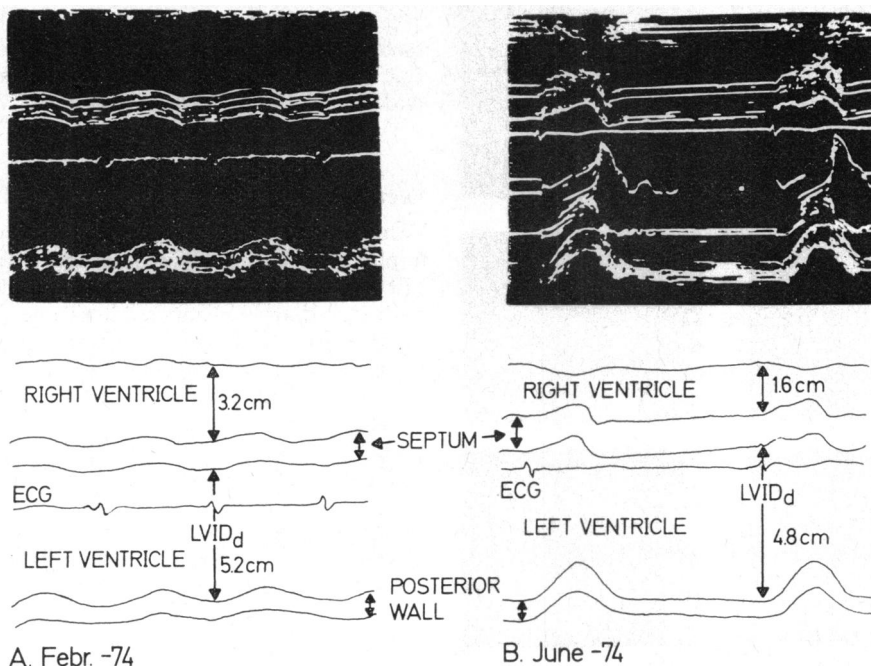 RIGHT VENTRICLE
3.2cm
SEPTUM
ECG
LVIDd
LEFT VENTRICLE
5.2cm
POSTERIOR
WALL
A. Febr. -74
RIGHT VENTRICLE
1.6cm
ECG
LVIDd
LEFT VENTRICLE
4.8cm
B. June -74